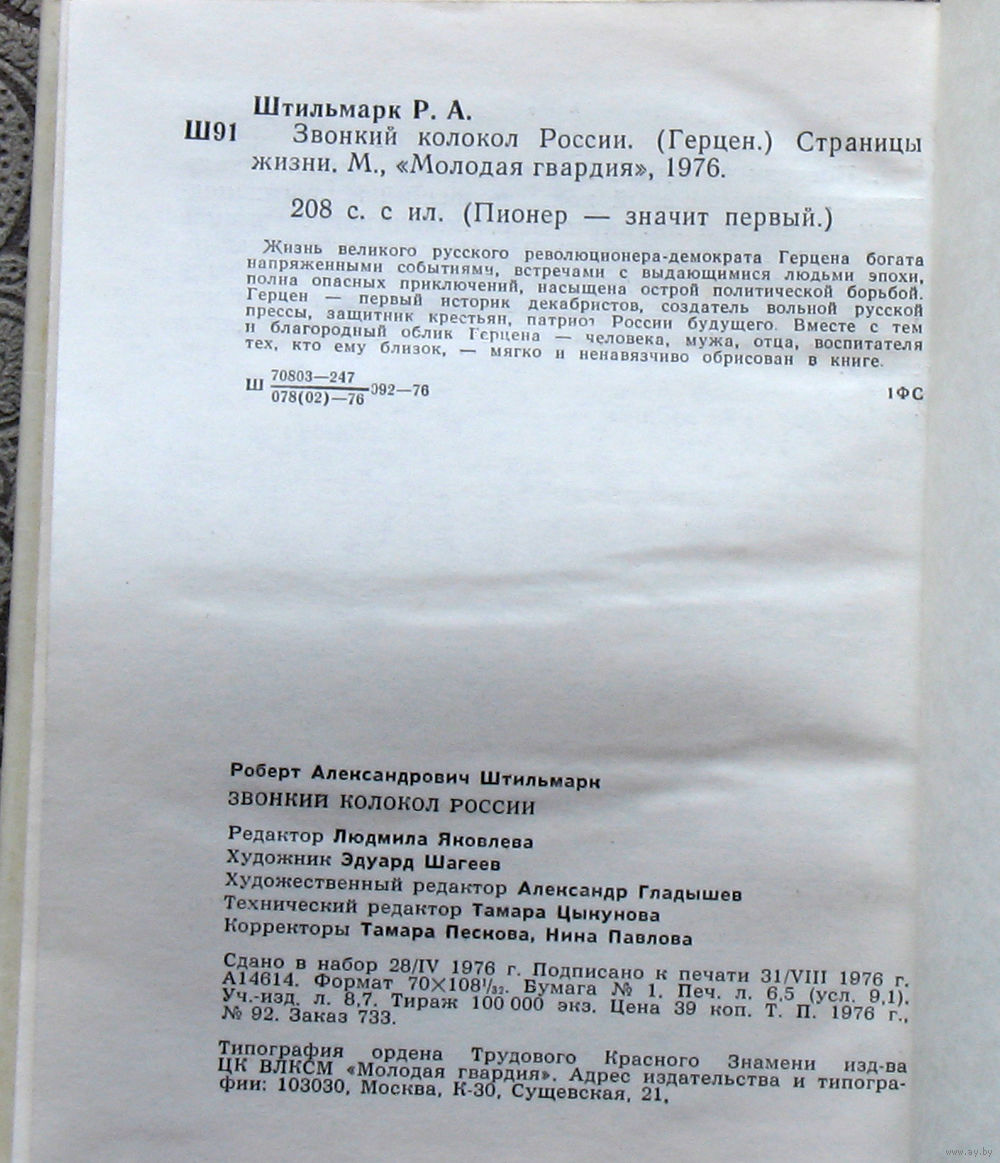 Штильмарк Р. А.
Ш91 Звонкий колокол России. (Герцен.) Страницы
жизни. М., «Молодая гвардия», 1976.
208 с. с ил. (Пионер — значит первый.)
Жизнь великого русского революционера-демократа Герцена богата
напряженными событиями, встречами с выдающимися людьми эпохи,
полна опасных приключений, насыщена острой политической борьбой.
Герцен — первый историк декабристов, создатель вольной русской
прессы, защитник крестьян, патриот России будущего. Вместе с тем
и благородный облик Герцена — человека, мужа, отца, воспитателя
тех, кто ему близок, — мягко и ненавязчиво обрисован в книге.
Ш 70803—247
078(02)—76 092—76 1ФС
Роберт Александрович Штильмарк
ЗВОНКИЙ КОЛОКОЛ РОССИИ
Редактор Людмила Яковлева
Художник Эдуард Шагеев
Художественный редактор Александр Гладышев
Технический редактор Тамара Цыкунова
Корректоры Тамара Пескова, Нина Павлова
Сдано в набор 28/IV 1976 г. Подписано к печати 31/VIII 1976 г.
А14614. Формат 70×108¹/₃₂. Бумага № 1. Печ. л. 6,5 (усл. 9,1).
Уч.-изд. л. 8,7. Тираж 100 000 экз. Цена 39 коп. Т. П. 1976 г.,
№ 92. Заказ 733.
Типография ордена Трудового Красного Знамени изд-ва
ЦК ВЛКСМ «Молодая гвардия». Адрес издательства и типогра-
фии: 103030, Москва, К-30, Сущевская, 21,
www.ay.by